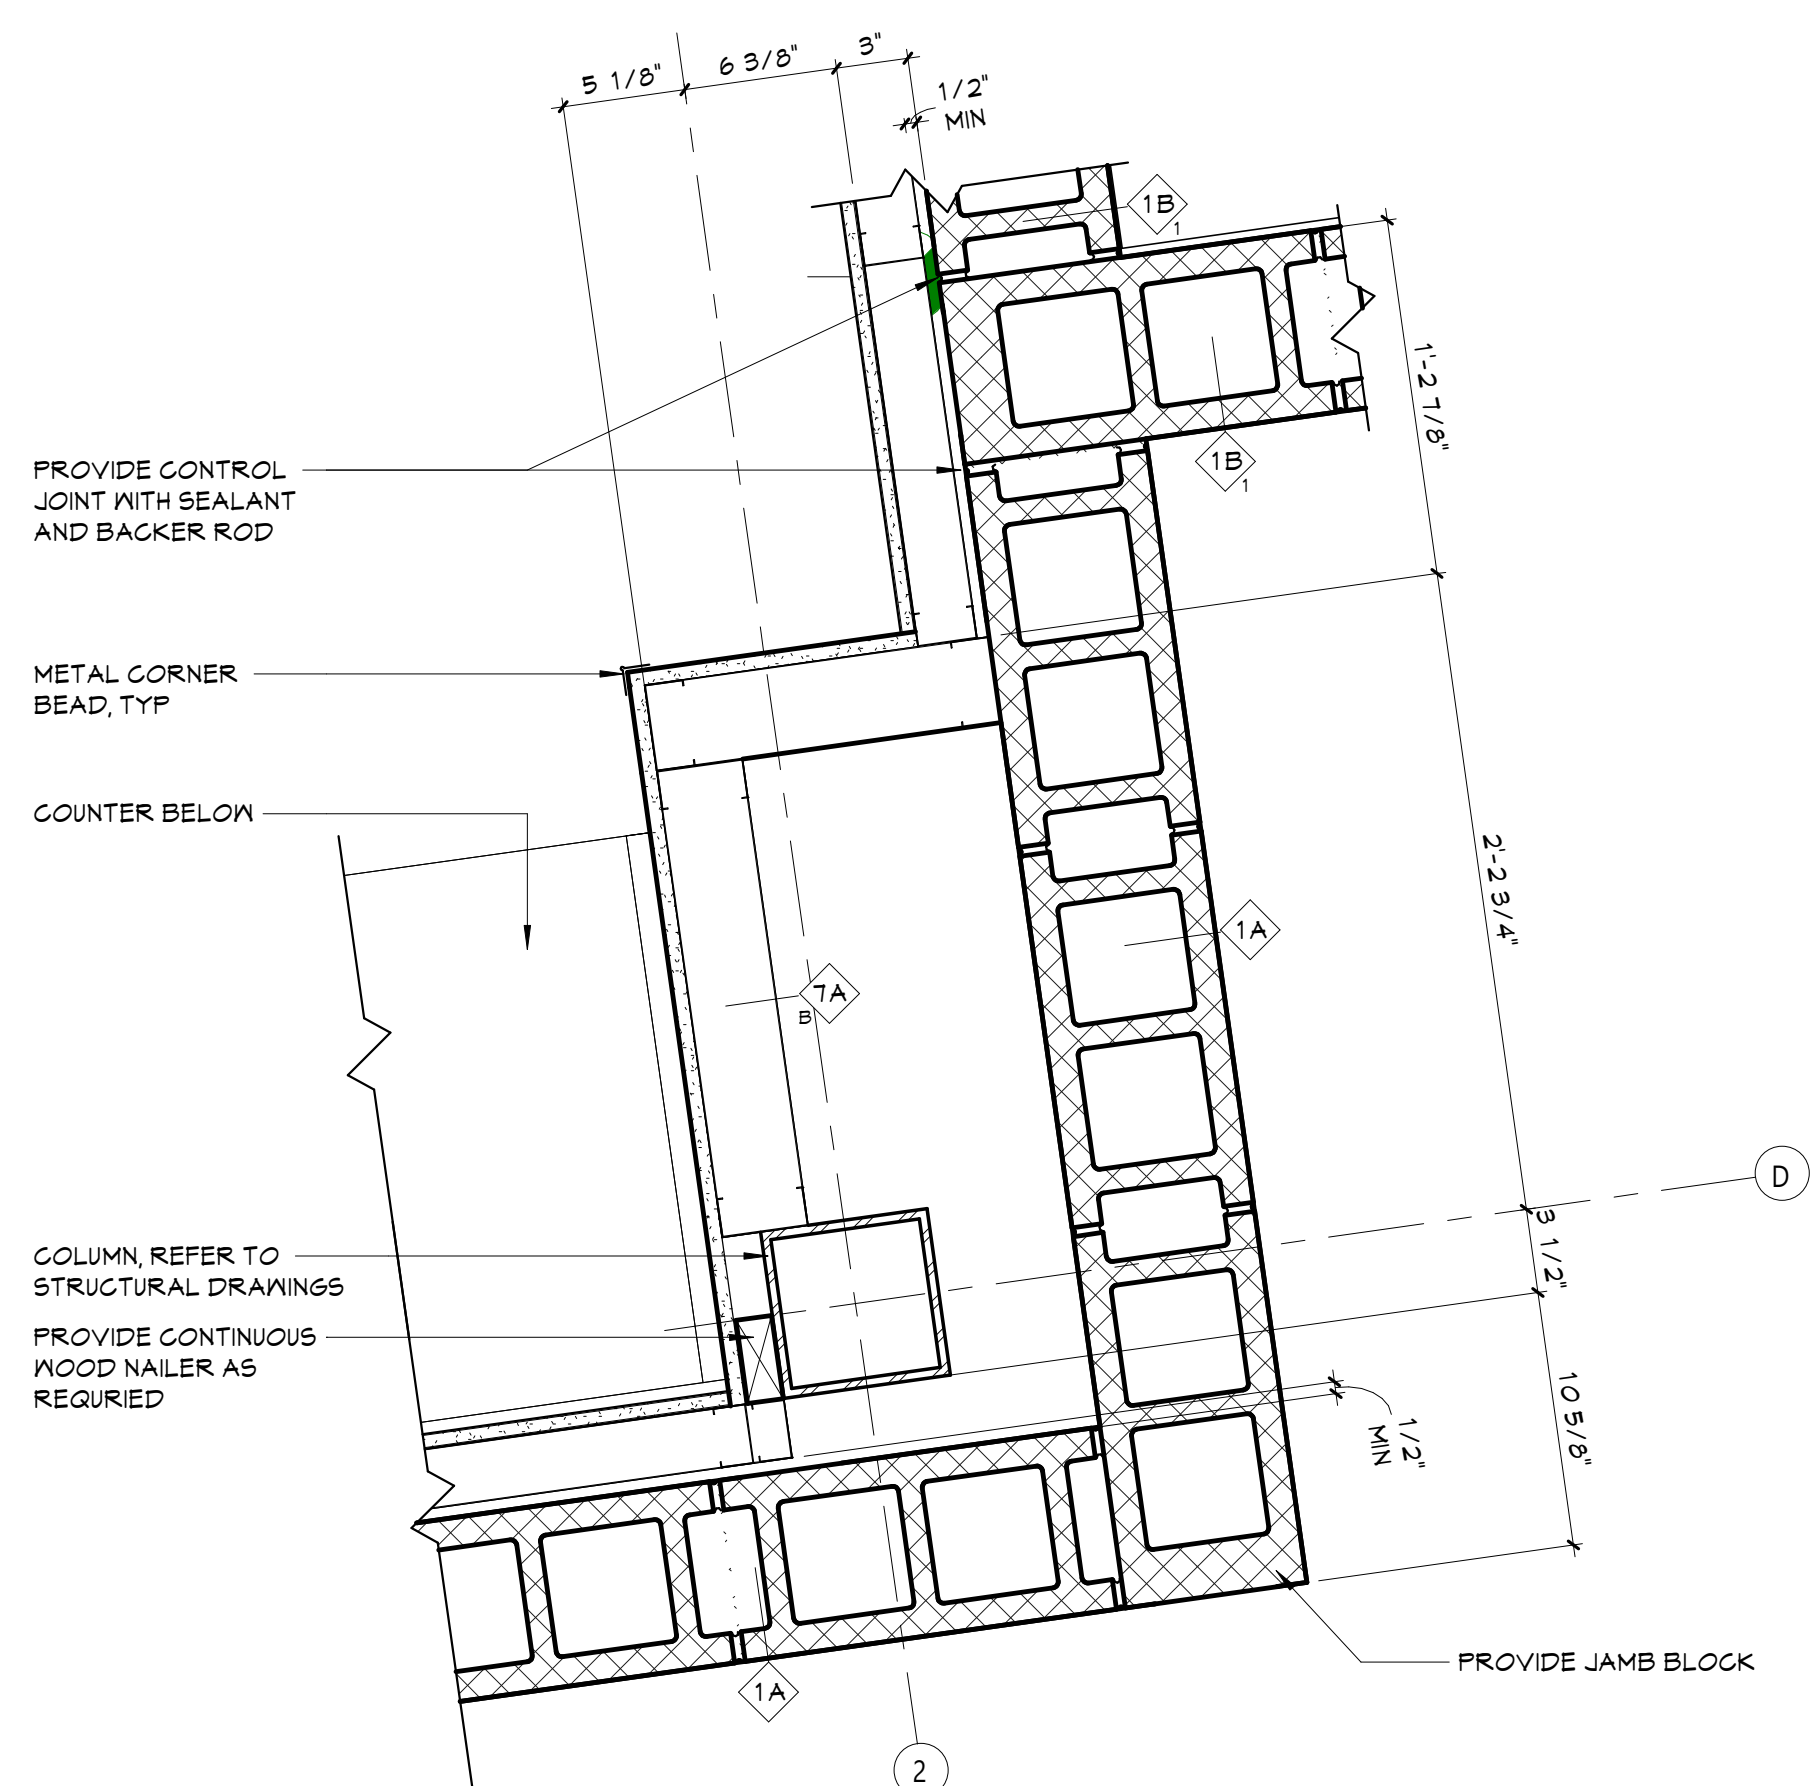 5 1/8"
6 3/8"
3"
1/2"
MIN
1B
1
1'-2 7/8"
1B
1
PROVIDE CONTROL
JOINT WITH SEALANT
AND BACKER ROD
METAL CORNER
BEAD, TYP
COUNTER BELOW
2'-2 3/4"
1A
7A
B
D
3 1/2"
COLUMN, REFER TO
STRUCTURAL DRAWINGS
PROVIDE CONTINUOUS
WOOD NAILER AS
REQURIED
10 5/8"
1/2"
MIN
PROVIDE JAMB BLOCK
1A
2